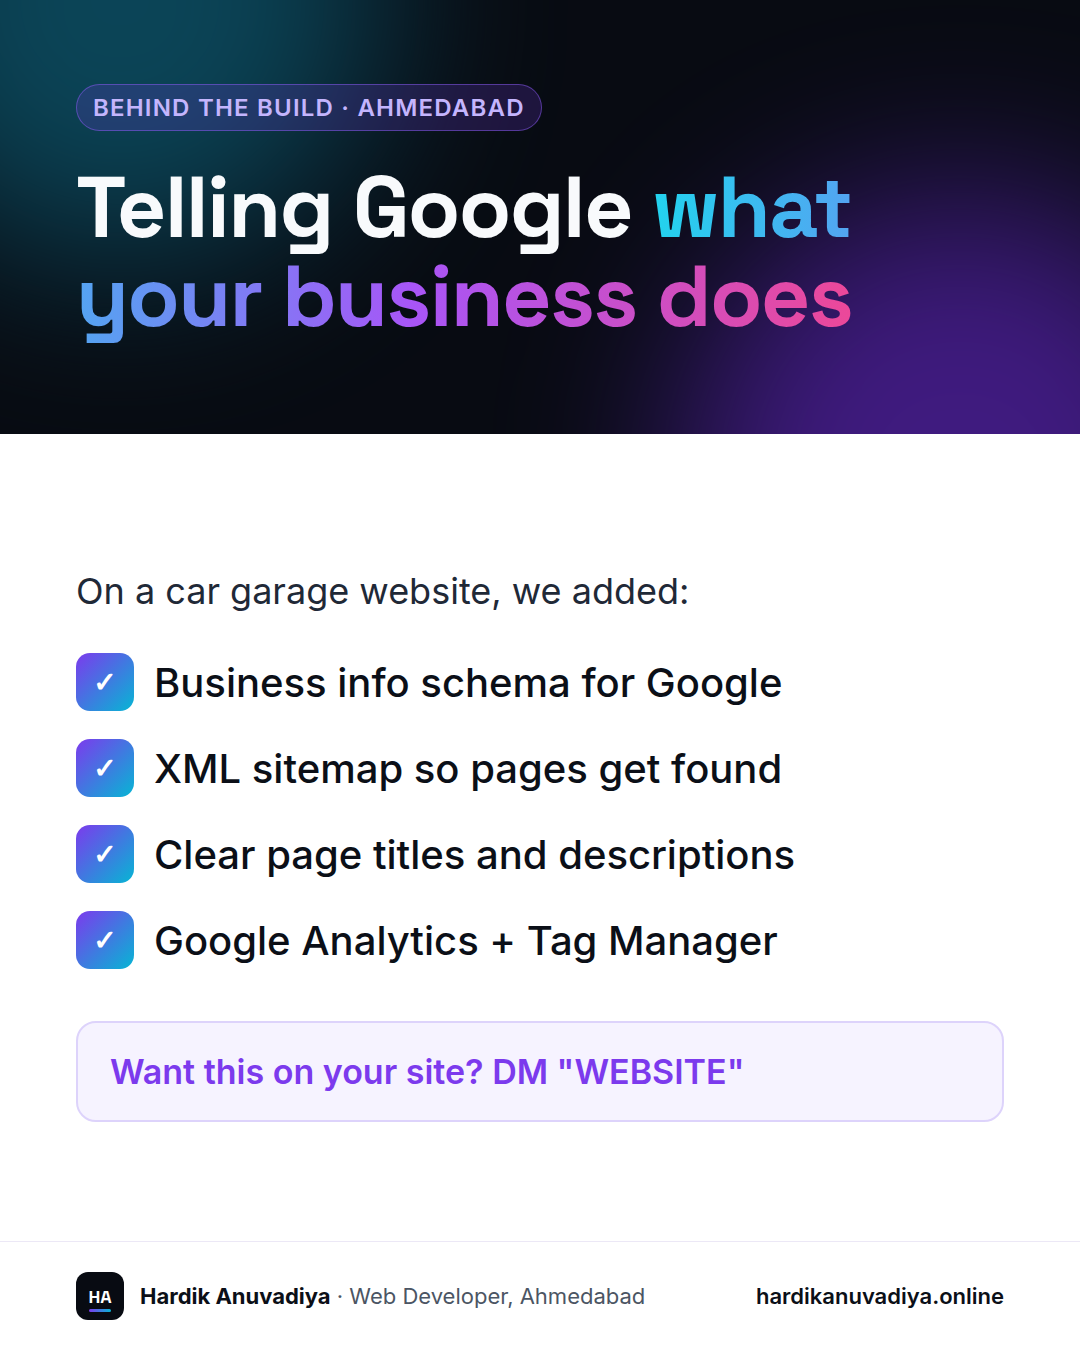 BEHIND THE BUILD · AHMEDABAD
Telling Google what
your business does
On a car garage website, we added:
✓ Business info schema for Google
✓ XML sitemap so pages get found
✓ Clear page titles and descriptions
✓ Google Analytics + Tag Manager
Want this on your site? DM "WEBSITE"
HA Hardik Anuvadiya · Web Developer, Ahmedabad hardikanuvadiya.online